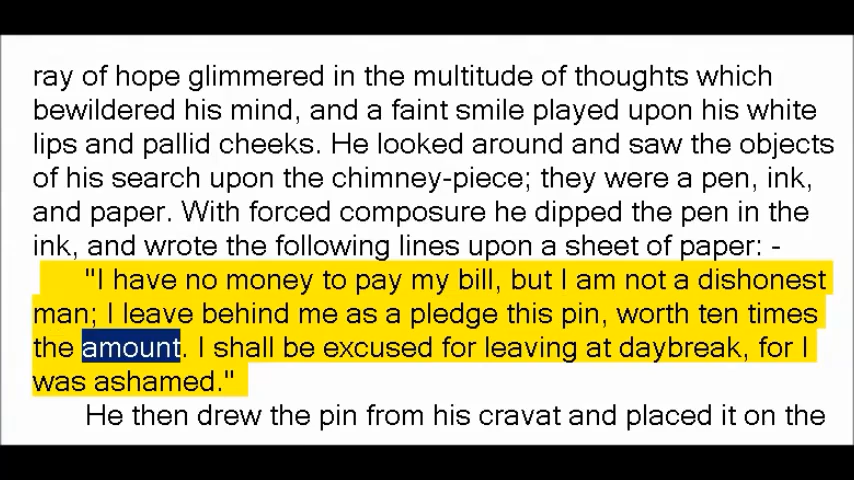 ray of hope glimmered in the multitude of thoughts which
bewildered his mind, and a faint smile played upon his white
lips and pallid cheeks. He looked around and saw the objects
of his search upon the chimney-piece; they were a pen, ink,
and paper. With forced composure he dipped the pen in the
ink, and wrote the following lines upon a sheet of paper: -
"I have no money to pay my bill, but I am not a dishonest
man; I leave behind me as a pledge this pin, worth ten times
the amount. I shall be excused for leaving at daybreak, for I
was ashamed."
He then drew the pin from his cravat and placed it on the